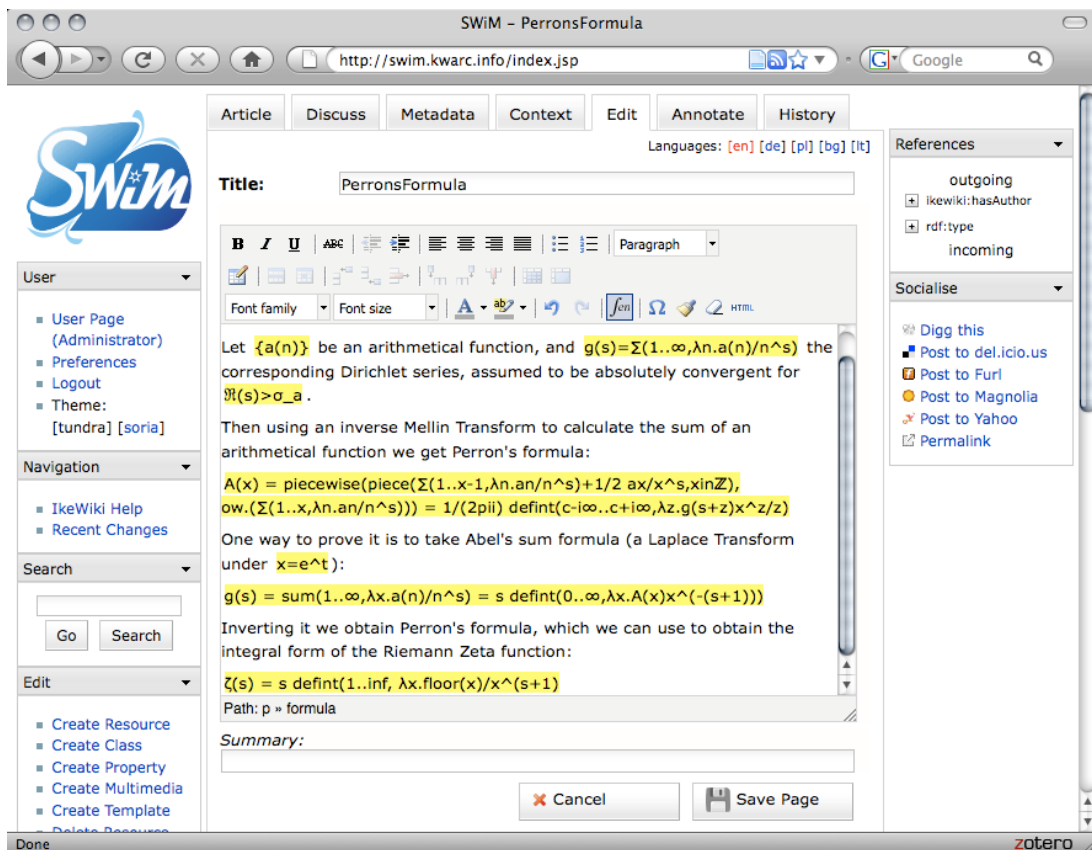 SWiM – PerronsFormula
http://swim.kwarc.info/index.jsp
G
Google
SWiM
Article Discuss Metadata Context Edit Annotate History
Languages: [en] [de] [pl] [bg] [lt]
Title: PerronsFormula
B I U ABC Paragraph
Font family Font size A ab fen Ω HTML
Let {a(n)} be an arithmetical function, and g(s)=Σ(1..∞,λn.a(n)/n^s) the
corresponding Dirichlet series, assumed to be absolutely convergent for
ℜ(s)>σ_a .
Then using an inverse Mellin Transform to calculate the sum of an
arithmetical function we get Perron's formula:
A(x) = piecewise(piece(Σ(1..x-1,λn.an/n^s)+1/2 ax/x^s,xinℤ),
ow.(Σ(1..x,λn.an/n^s))) = 1/(2pii) defint(c-i∞..c+i∞,λz.g(s+z)x^z/z)
One way to prove it is to take Abel's sum formula (a Laplace Transform
under x=e^t):
g(s) = sum(1..∞,λx.a(n)/n^s) = s defint(0..∞,λx.A(x)x^(-(s+1)))
Inverting it we obtain Perron's formula, which we can use to obtain the
integral form of the Riemann Zeta function:
ζ(s) = s defint(1..inf, λx.floor(x)/x^(s+1)
Path: p » formula
Summary:
Cancel
Save Page
User
User Page
(Administrator)
Preferences
Logout
Theme:
[tundra] [soria]
Navigation
IkeWiki Help
Recent Changes
Search
Go Search
Edit
Create Resource
Create Class
Create Property
Create Multimedia
Create Template
Delete Resource
References
outgoing
ikewiki:hasAuthor
rdf:type
incoming
Socialise
Digg this
Post to del.icio.us
Post to Furl
Post to Magnolia
Post to Yahoo
Permalink
Done
zotero